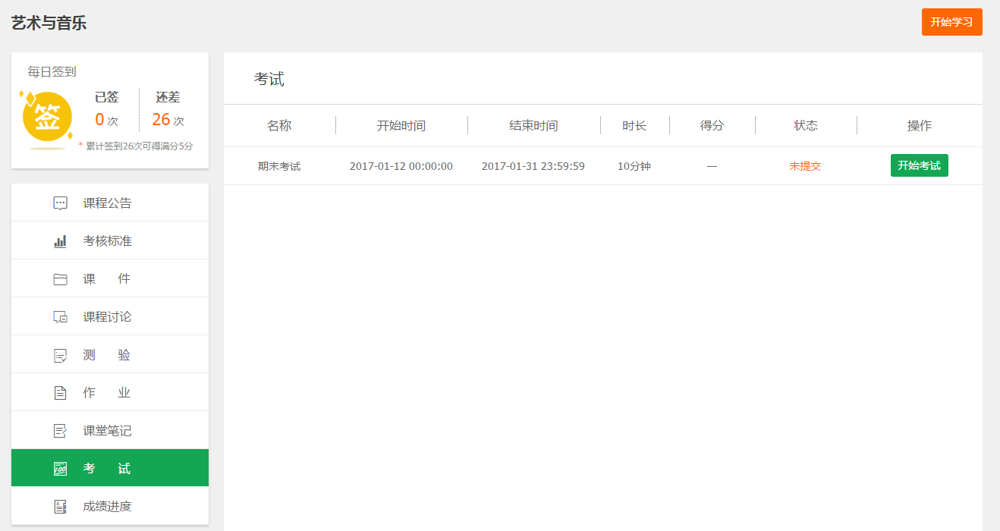 艺术与音乐
开始学习
每日签到
签
已签 还差
0 次 26 次
* 累计签到26次可得满分5分
课程公告
考核标准
课 件
课程讨论
测 验
作 业
课堂笔记
100 考 试
成绩进度
考试
名称 开始时间 结束时间 时长 得分 状态 操作
期末考试 2017-01-12 00:00:00 2017-01-31 23:59:59 10分钟 — 未提交 开始考试